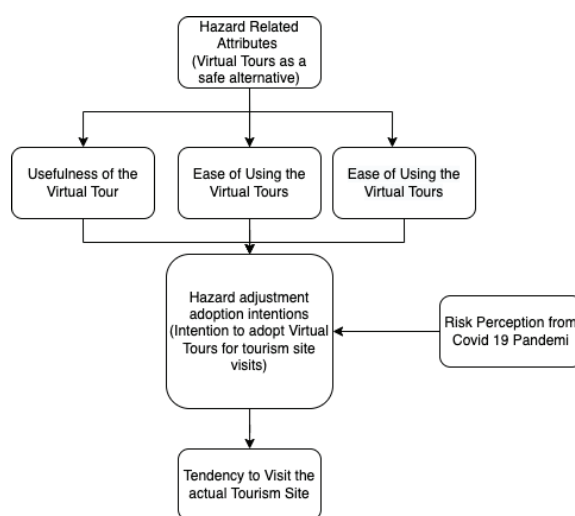 Hazard Related
Attributes
(Virtual Tours as a
safe alternative)
Usefulness of the
Virtual Tour
Ease of Using the
Virtual Tours
Ease of Using the
Virtual Tours
Hazard adjustment
adoption intentions
(Intention to adopt Virtual
Tours for tourism site
visits)
Risk Perception from
Covid 19 Pandemi
Tendency to Visit the
actual Tourism Site